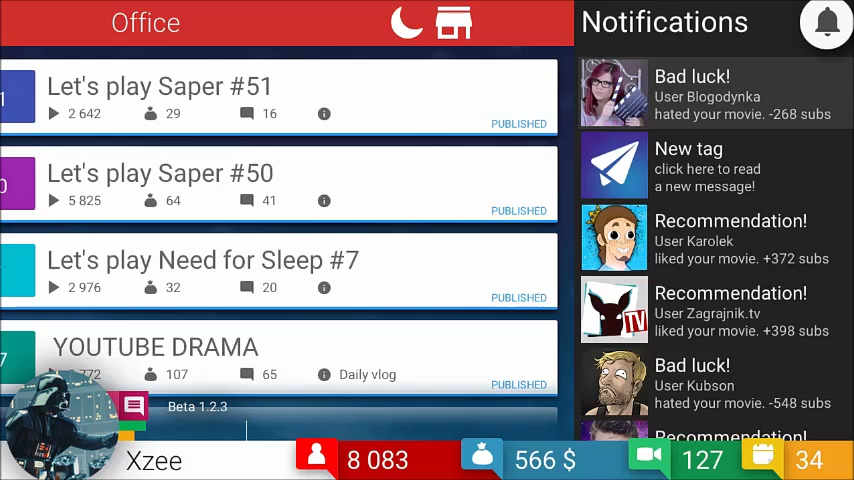 Office
Let's play Saper #51
2 642 29 16
PUBLISHED
Let's play Saper #50
5 825 64 41
PUBLISHED
Let's play Need for Sleep #7
2 976 32 20
PUBLISHED
YOUTUBE DRAMA
772 107 65 Daily vlog
PUBLISHED
Beta 1.2.3
Xzee
8 083
566 $
127
34
Notifications
Bad luck!
User Blogodynka
hated your movie. -268 subs
New tag
click here to read
a new message!
Recommendation!
User Karolek
liked your movie. +372 subs
Recommendation!
User Zagrajnik.tv
liked your movie. +398 subs
TV
Bad luck!
User Kubson
hated your movie. -548 subs
Recommendation!